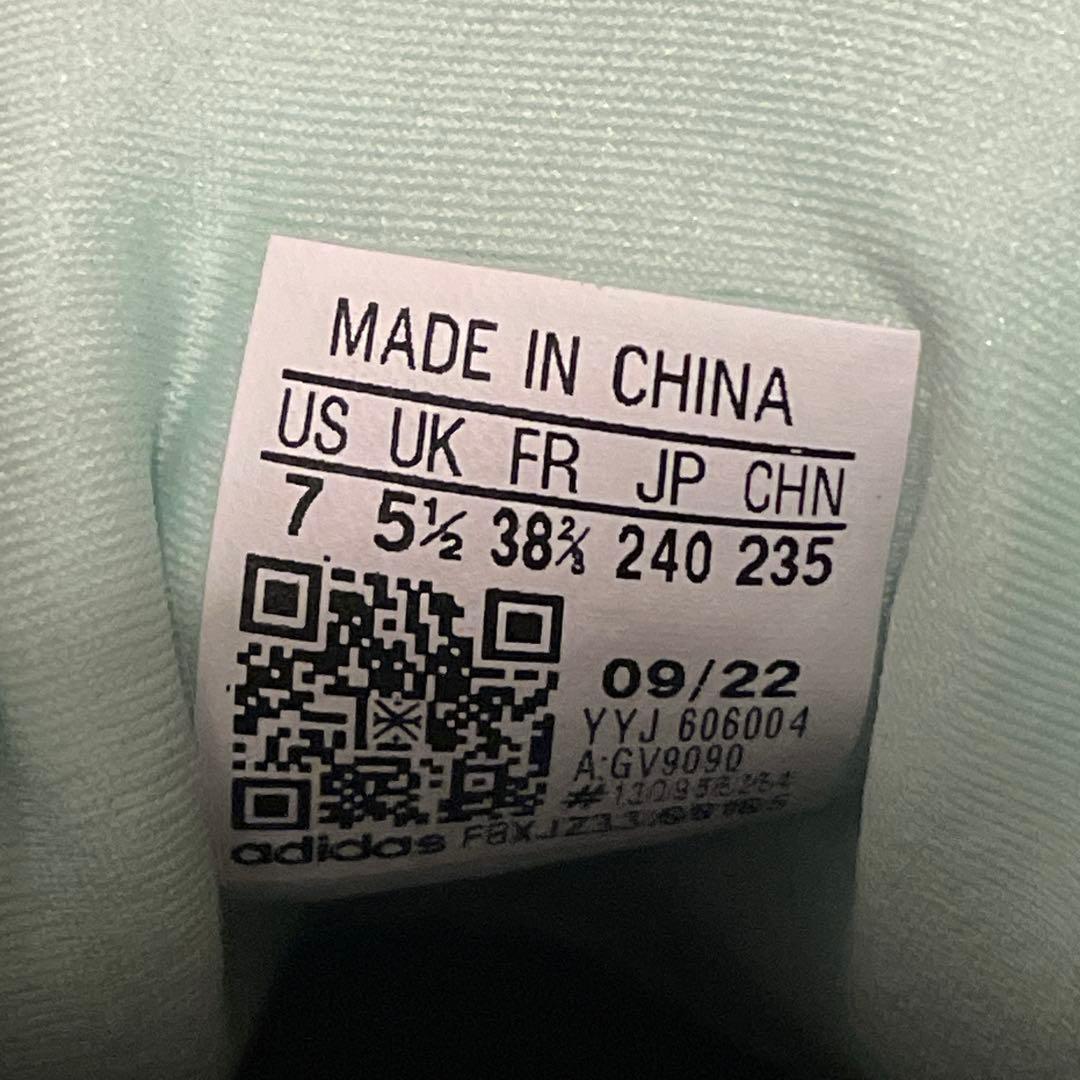 MADE IN CHINA
US UK FR JP CHN
7 5½ 38⅔ 240 235
09/22
YYJ 606004
A:GV9090
adidas